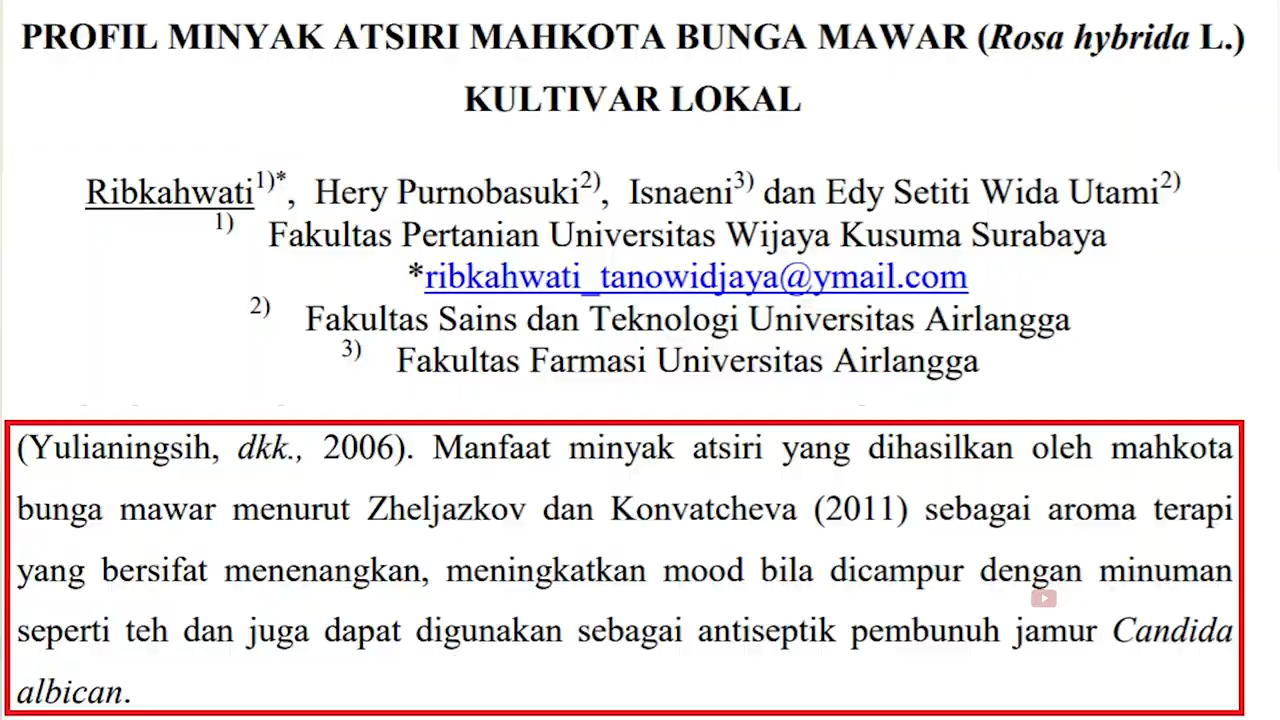 PROFIL MINYAK ATSIRI MAHKOTA BUNGA MAWAR (Rosa hybrida L.)
KULTIVAR LOKAL
Ribkahwati1)*, Hery Purnobasuki2), Isnaeni3) dan Edy Setiti Wida Utami2)
1) Fakultas Pertanian Universitas Wijaya Kusuma Surabaya
*ribkahwati_tanowidjaya@ymail.com
2) Fakultas Sains dan Teknologi Universitas Airlangga
3) Fakultas Farmasi Universitas Airlangga
(Yulianingsih, dkk., 2006). Manfaat minyak atsiri yang dihasilkan oleh mahkota
bunga mawar menurut Zheljazkov dan Konvatcheva (2011) sebagai aroma terapi
yang bersifat menenangkan, meningkatkan mood bila dicampur dengan minuman
seperti teh dan juga dapat digunakan sebagai antiseptik pembunuh jamur Candida
albican.